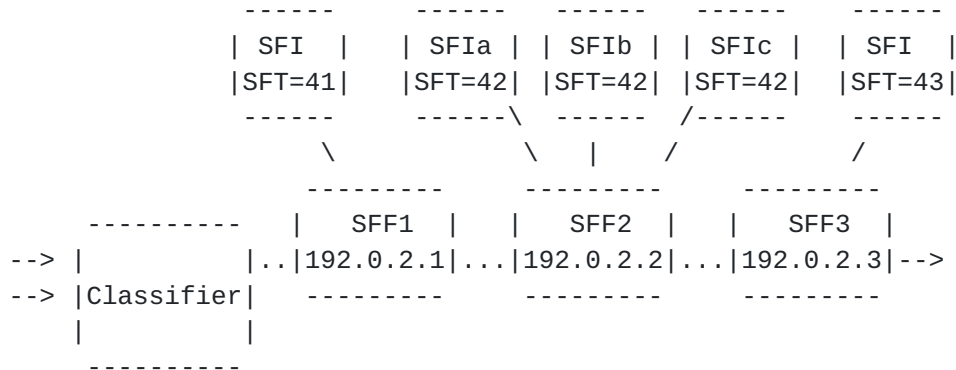 ------      ------   ------   ------      ------
| SFI  |   | SFIa | | SFIb | | SFIc |   | SFI  |
|SFT=41|   |SFT=42| |SFT=42| |SFT=42|   |SFT=43|
------      ------\  ------  /------      ------
\            \   |    /           /
---------     ---------     ---------
----------   |   SFF1  |   |   SFF2  |   |   SFF3  |
--> |          |..|192.0.2.1|...|192.0.2.2|...|192.0.2.3|-->
--> |Classifier|   ---------     ---------     ---------
|          |
----------